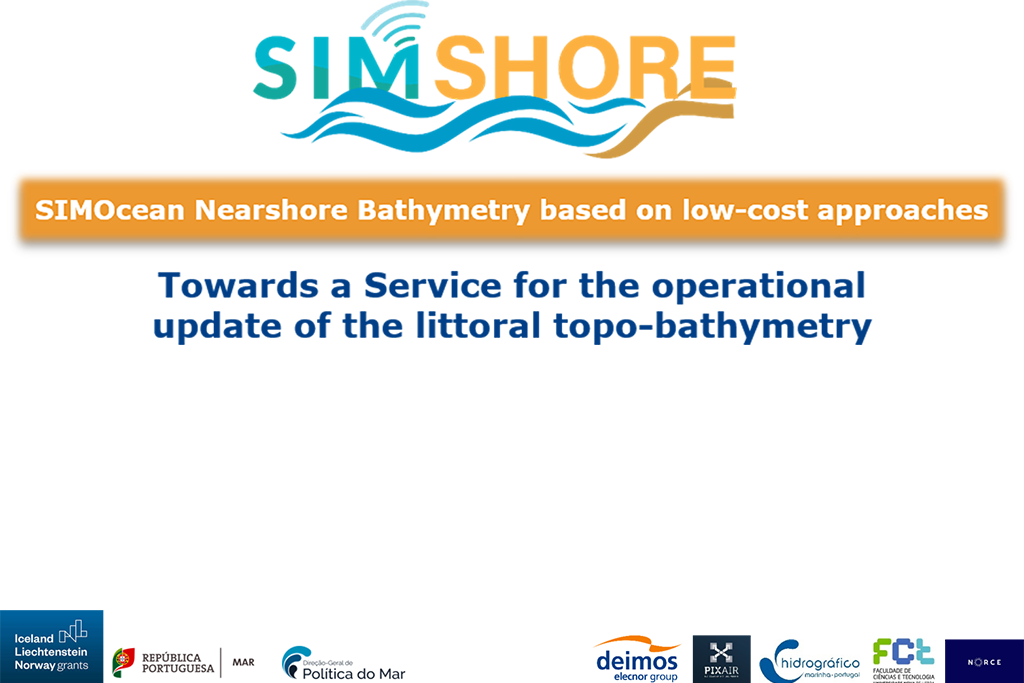 SIMSHORE
SIMOcean Nearshore Bathymetry based on low-cost approaches
Towards a Service for the operational
update of the littoral topo-bathymetry
Iceland
Liechtenstein
Norway grants
REPÚBLICA
PORTUGUESA
MAR
Direção-Geral de
Política do Mar
deimos
elecnor group
PIXAIR
hidrográfico
marinha-portugal
FCt
FACULDADE DE
CIÊNCIAS E TECNOLOGIA
NORCE